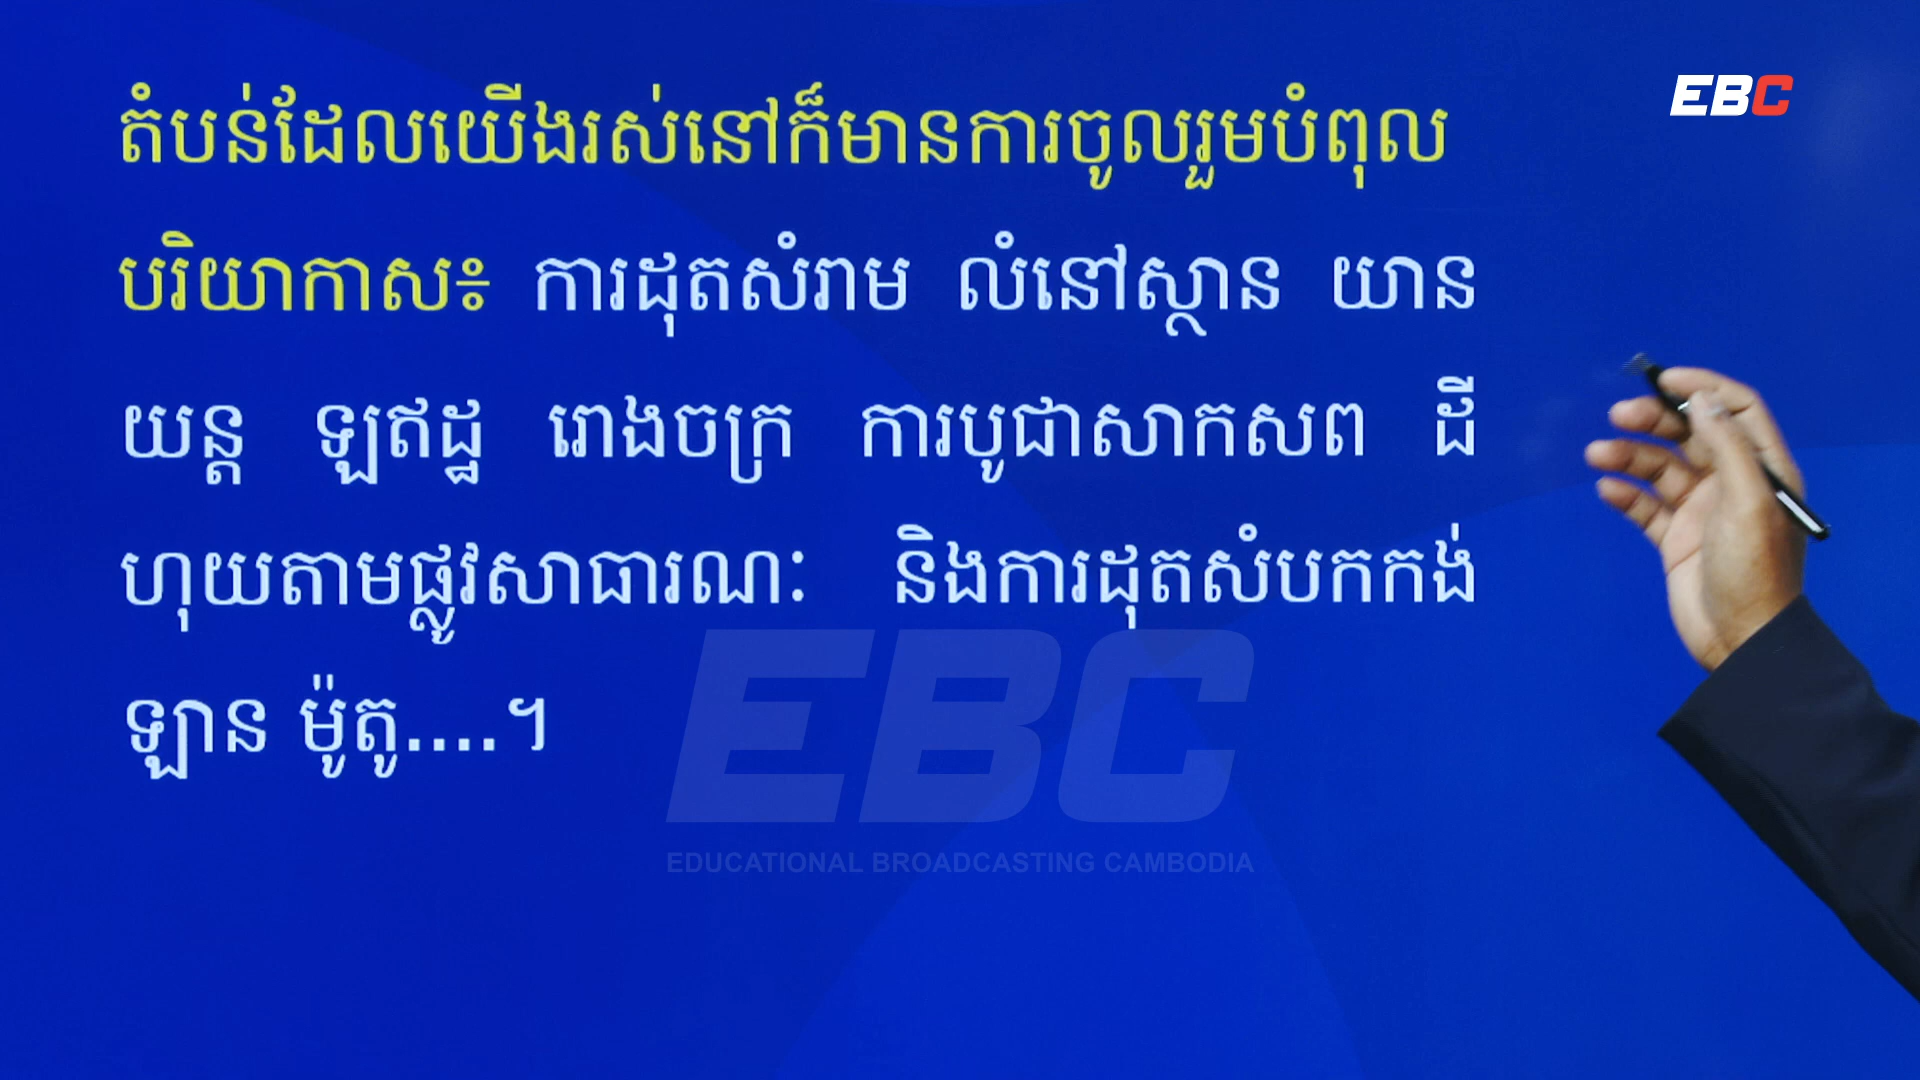 តំបន់ដែលយើងរស់នៅក៏មានការចូលរួមបំពុល
បរិយាកាស៖ ការដុតសំរាម លំនៅស្ថាន យាន
យន្ត ឡឥដ្ឋ រោងចក្រ ការបូជាសាកសព ដី
ហុយតាមផ្លូវសាធារណៈ និងការដុតសំបកកង់
ឡាន ម៉ូតូ....។
EBC
EBC
EDUCATIONAL BROADCASTING CAMBODIA